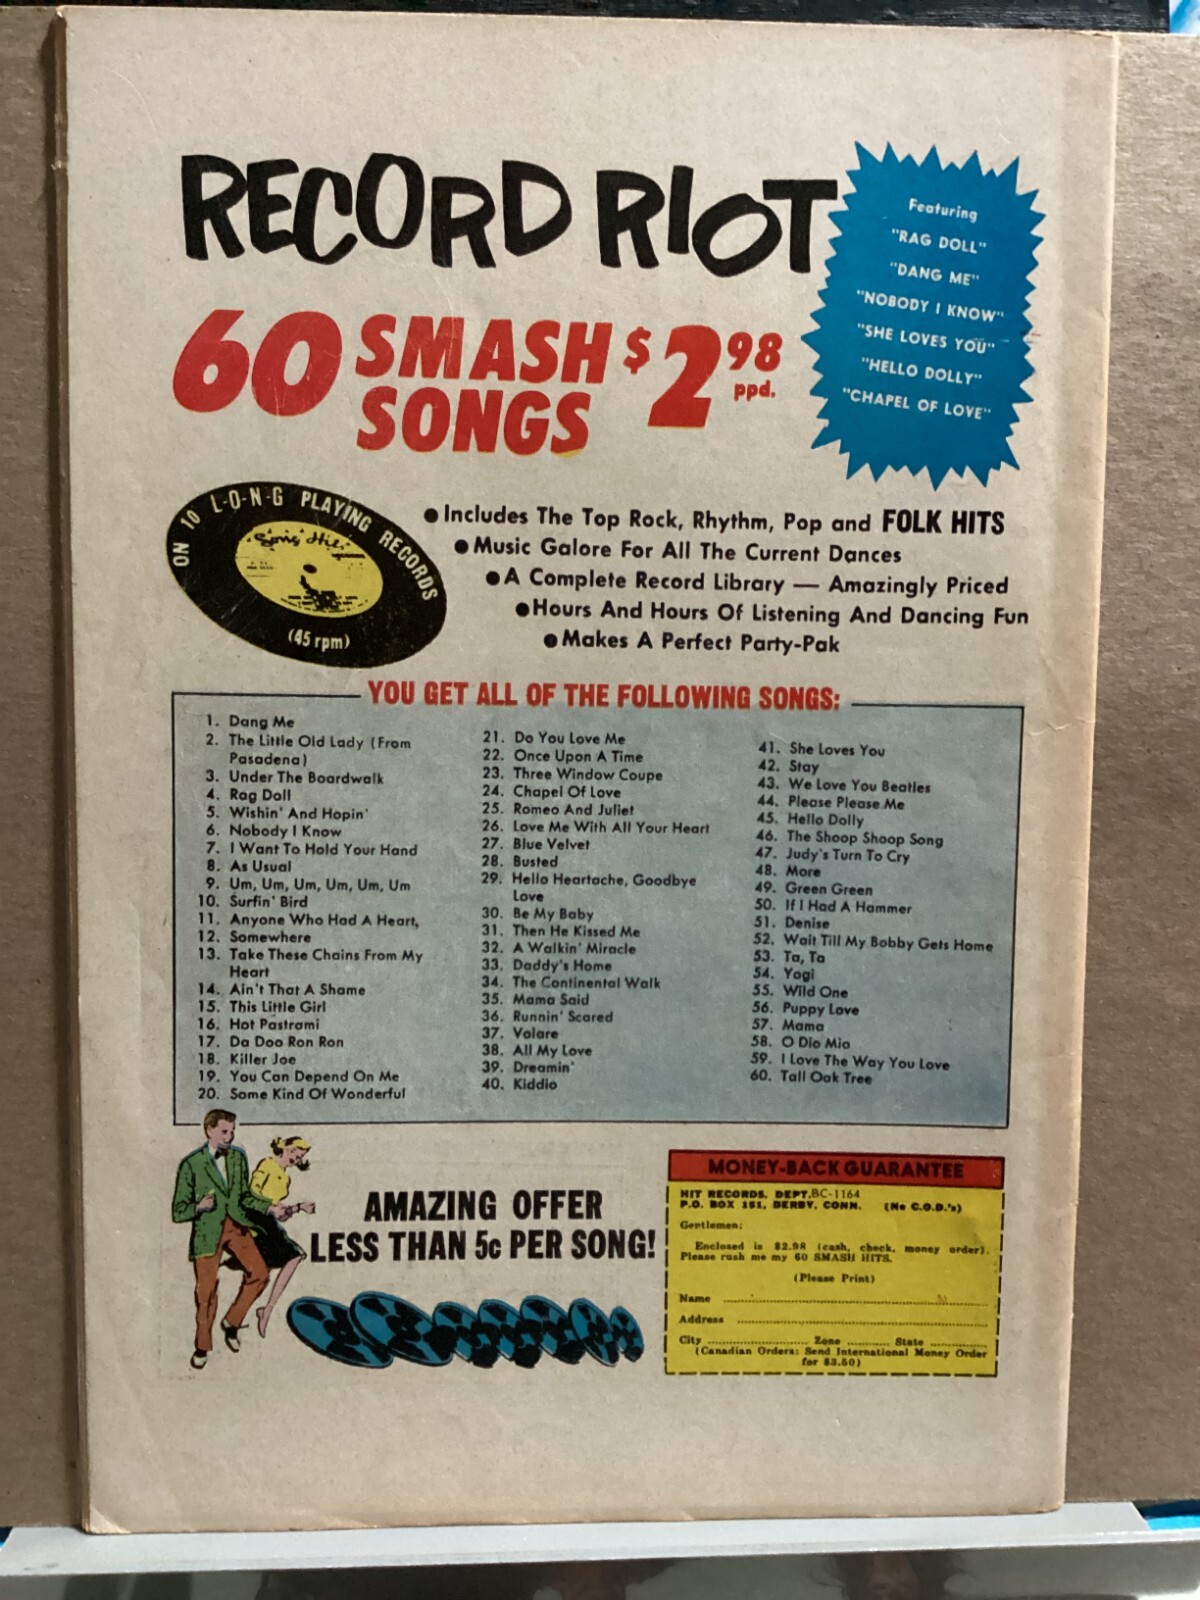 RECORD RIOT
60 SMASH SONGS $2.98 ppd.
Featuring
"RAG DOLL"
"DANG ME"
"NOBODY I KNOW"
"SHE LOVES YOU"
"HELLO DOLLY"
"CHAPEL OF LOVE"
ON 10 L-O-N-G PLAYING RECORDS
Song Hits
(45 rpm)
●Includes The Top Rock, Rhythm, Pop and FOLK HITS
●Music Galore For All The Current Dances
●A Complete Record Library — Amazingly Priced
●Hours And Hours Of Listening And Dancing Fun
●Makes A Perfect Party-Pak
YOU GET ALL OF THE FOLLOWING SONGS:
1. Dang Me
2. The Little Old Lady (From
Pasadena)
3. Under The Boardwalk
4. Rag Doll
5. Wishin' And Hopin'
6. Nobody I Know
7. I Want To Hold Your Hand
8. As Usual
9. Um, Um, Um, Um, Um, Um
10. Surfin' Bird
11. Anyone Who Had A Heart,
12. Somewhere
13. Take These Chains From My
Heart
14. Ain't That A Shame
15. This Little Girl
16. Hot Pastrami
17. Da Doo Ron Ron
18. Killer Joe
19. You Can Depend On Me
20. Some Kind Of Wonderful
21. Do You Love Me
22. Once Upon A Time
23. Three Window Coupe
24. Chapel Of Love
25. Romeo And Juliet
26. Love Me With All Your Heart
27. Blue Velvet
28. Busted
29. Hello Heartache, Goodbye
Love
30. Be My Baby
31. Then He Kissed Me
32. A Walkin' Miracle
33. Daddy's Home
34. The Continental Walk
35. Mama Said
36. Runnin' Scared
37. Volare
38. All My Love
39. Dreamin'
40. Kiddio
41. She Loves You
42. Stay
43. We Love You Beatles
44. Please Please Me
45. Hello Dolly
46. The Shoop Shoop Song
47. Judy's Turn To Cry
48. More
49. Green Green
50. If I Had A Hammer
51. Denise
52. Wait Till My Bobby Gets Home
53. Ta, Ta
54. Yogi
55. Wild One
56. Puppy Love
57. Mama
58. O Dio Mio
59. I Love The Way You Love
60. Tall Oak Tree
AMAZING OFFER
LESS THAN 5c PER SONG!
MONEY-BACK GUARANTEE
HIT RECORDS, DEPT.BC-1164
P.O. BOX 151, DERBY, CONN. (No C.O.D.'s)
Gentlemen:
Enclosed is $2.98 (cash, check, money order).
Please rush me my 60 SMASH HITS.
(Please Print)
Name
Address
City Zone State
(Canadian Orders: Send International Money Order
for $3.50)